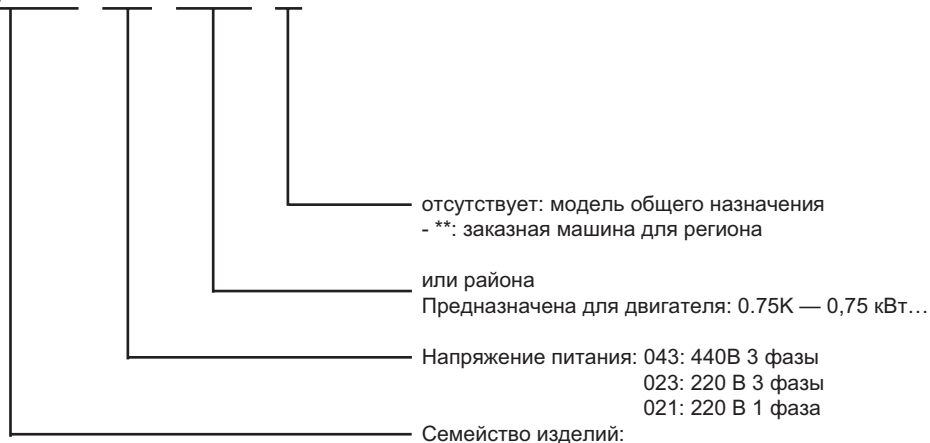 отсутствует: модель общего назначения
- **: заказная машина для региона
или района
Предназначена для двигателя: 0.75K — 0,75 кВт…
Напряжение питания: 043: 440В 3 фазы
023: 220 В 3 фазы
021: 220 В 1 фаза
Семейство изделий: